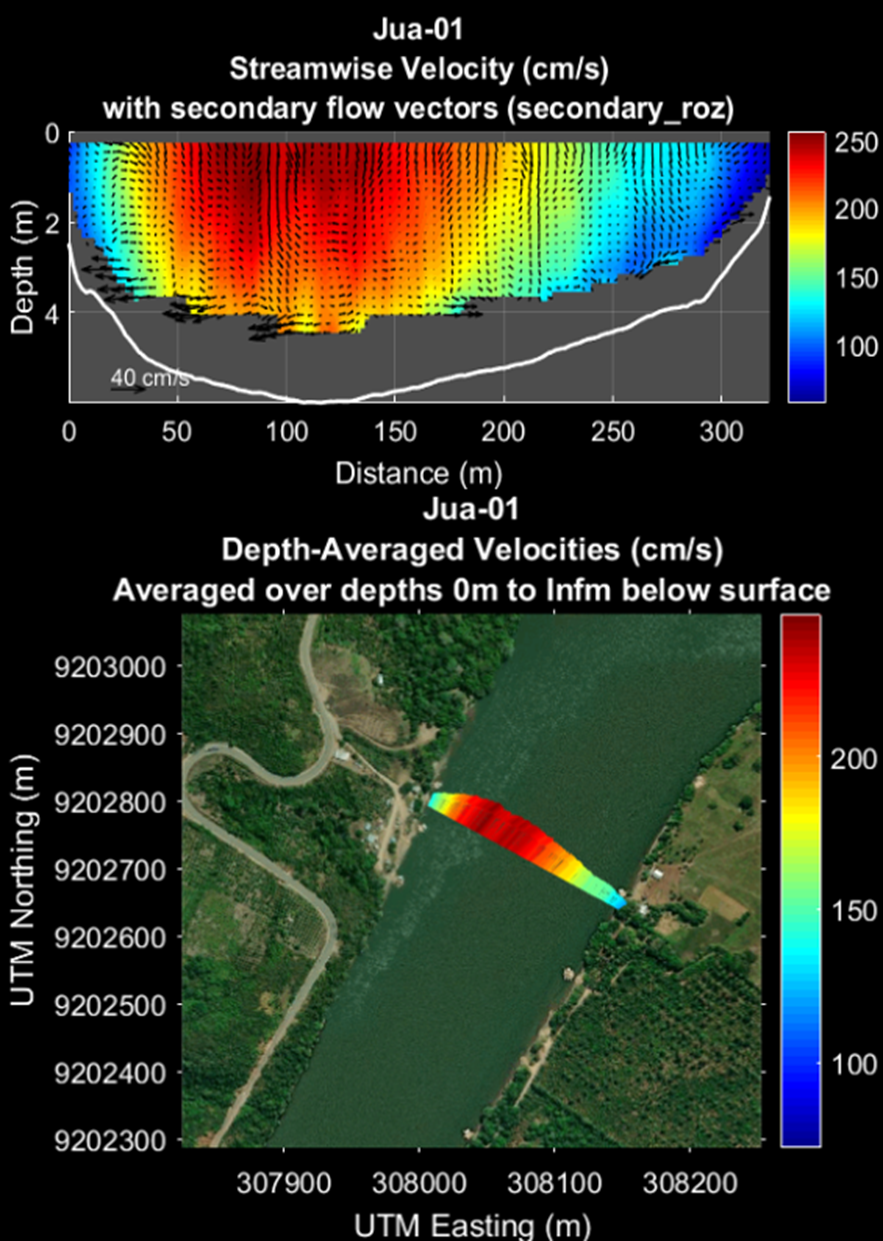 Jua-01
Streamwise Velocity (cm/s)
with secondary flow vectors (secondary_roz)
0
2
4
Depth (m)
40 cm/s
0 50 100 150 200 250 300
Distance (m)
250
200
150
100
Jua-01
Depth-Averaged Velocities (cm/s)
Averaged over depths 0m to Infm below surface
9203000
9202900
9202800
9202700
9202600
9202500
9202400
9202300
UTM Northing (m)
307900 308000 308100 308200
UTM Easting (m)
200
150
100